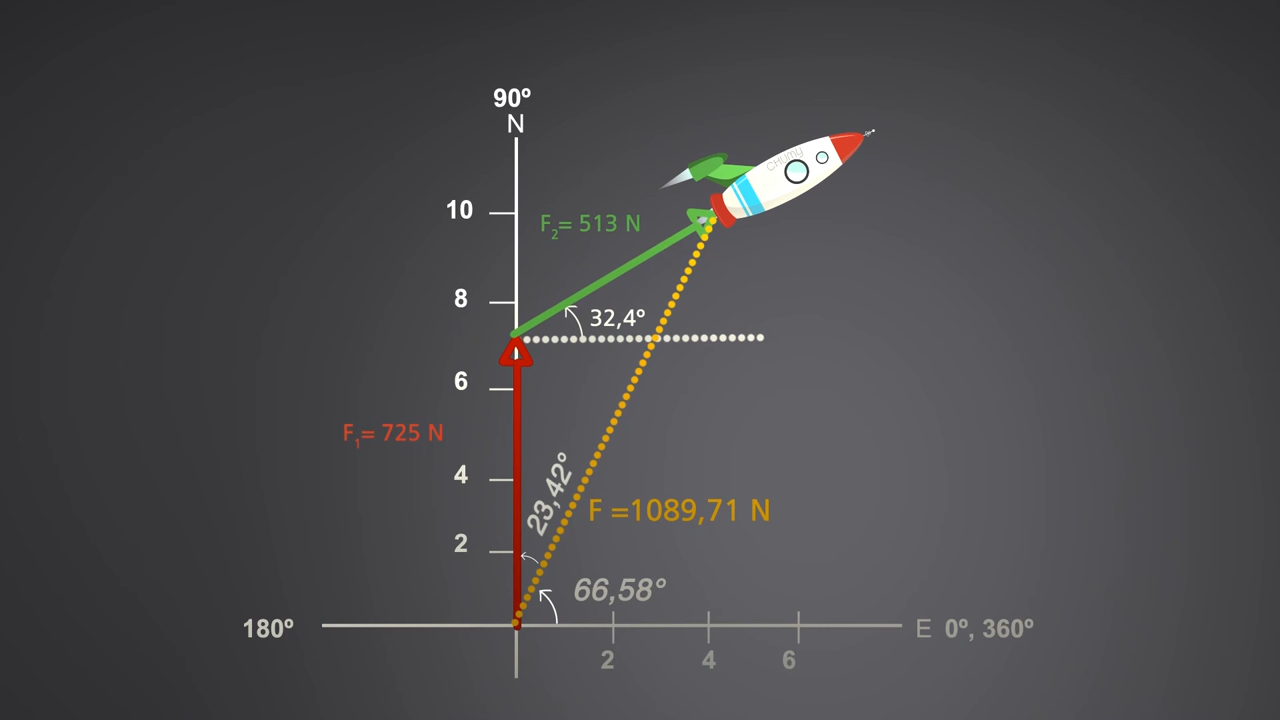 90º
N
CHUMY
10
F₂= 513 N
8
32,4º
6
F₁= 725 N
4
23,42º
F =1089,71 N
2
66,58º
180º
E 0º, 360º
2 4 6